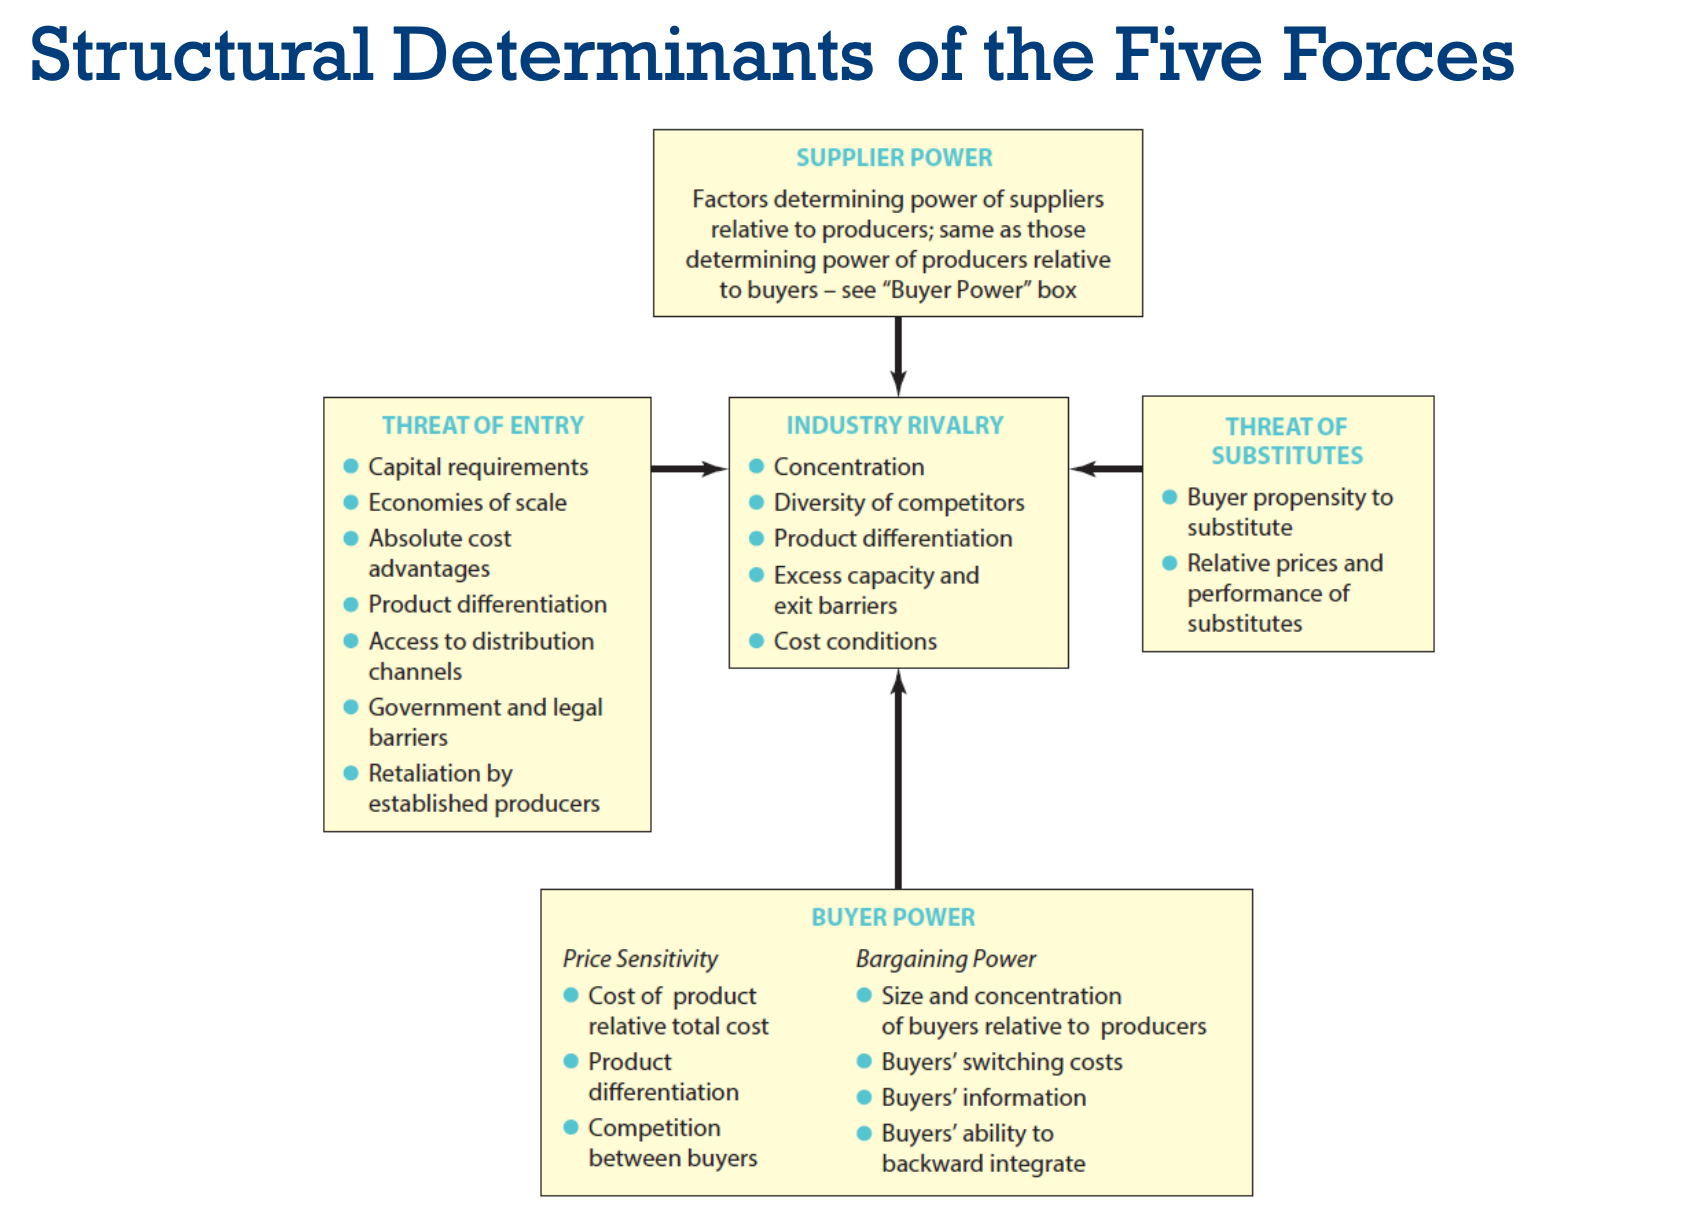 Structural Determinants of the Five Forces
SUPPLIER POWER
Factors determining power of suppliers
relative to producers; same as those
determining power of producers relative
to buyers – see “Buyer Power” box
THREAT OF ENTRY
Capital requirements
Economies of scale
Absolute cost
advantages
Product differentiation
Access to distribution
channels
Government and legal
barriers
Retaliation by
established producers
INDUSTRY RIVALRY
Concentration
Diversity of competitors
Product differentiation
Excess capacity and
exit barriers
Cost conditions
THREAT OF
SUBSTITUTES
Buyer propensity to
substitute
Relative prices and
performance of
substitutes
BUYER POWER
Price Sensitivity
Cost of product
relative total cost
Product
differentiation
Competition
between buyers
Bargaining Power
Size and concentration
of buyers relative to producers
Buyers’ switching costs
Buyers’ information
Buyers’ ability to
backward integrate